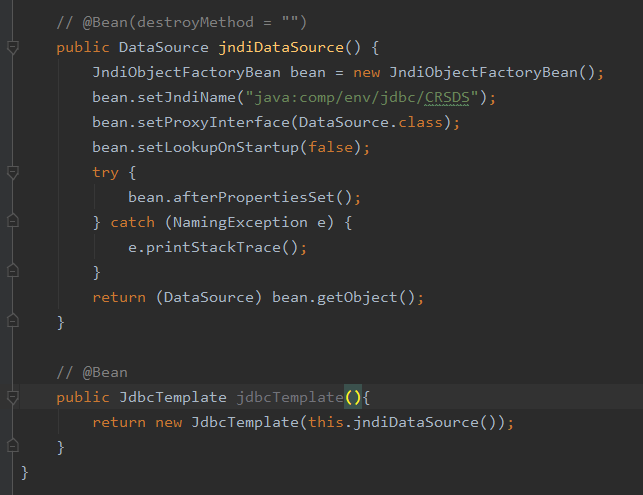 // @Bean(destroyMethod = "")
public DataSource jndiDataSource() {
JndiObjectFactoryBean bean = new JndiObjectFactoryBean();
bean.setJndiName("java:comp/env/jdbc/CRSDS");
bean.setProxyInterface(DataSource.class);
bean.setLookupOnStartup(false);
try {
bean.afterPropertiesSet();
} catch (NamingException e) {
e.printStackTrace();
}
return (DataSource) bean.getObject();
}
// @Bean
public JdbcTemplate jdbcTemplate(){
return new JdbcTemplate(this.jndiDataSource());
}
}